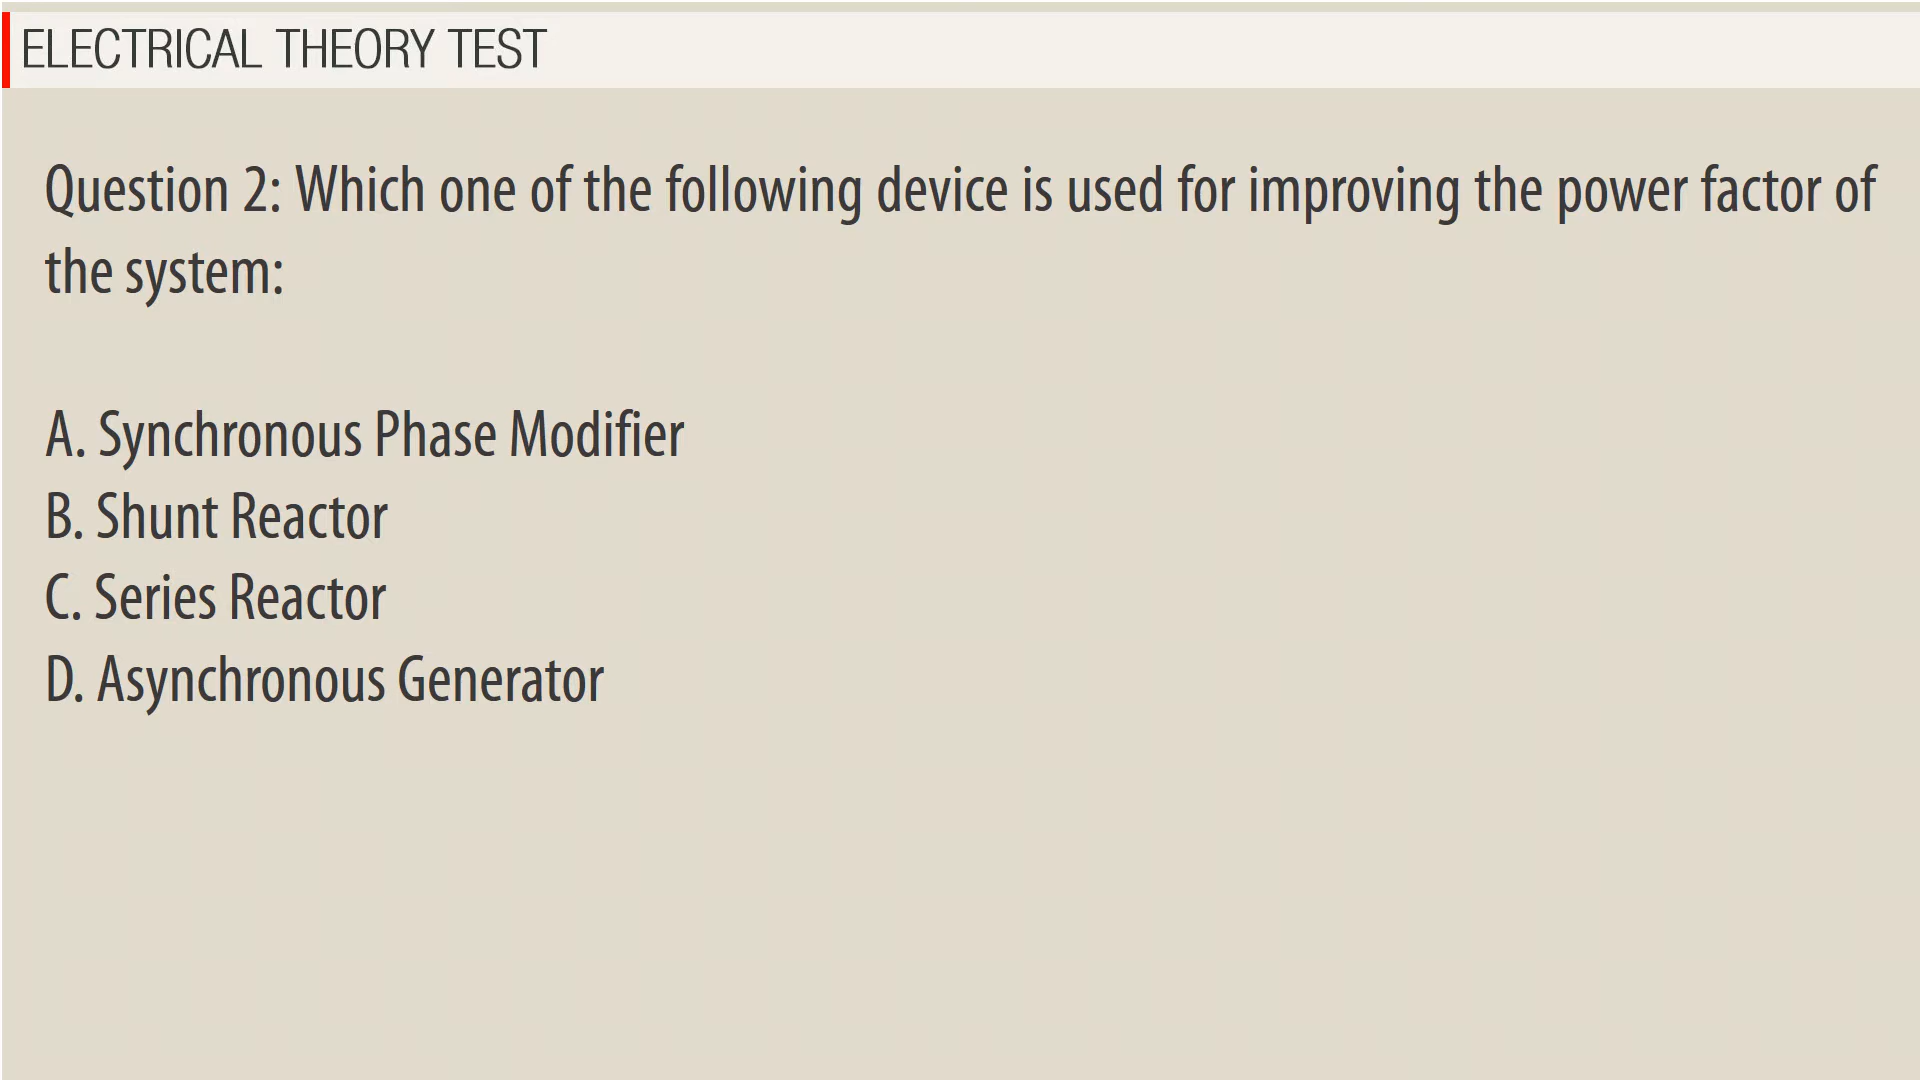 ELECTRICAL THEORY TEST
Question 2: Which one of the following device is used for improving the power factor of
the system:
A. Synchronous Phase Modifier
B. Shunt Reactor
C. Series Reactor
D. Asynchronous Generator